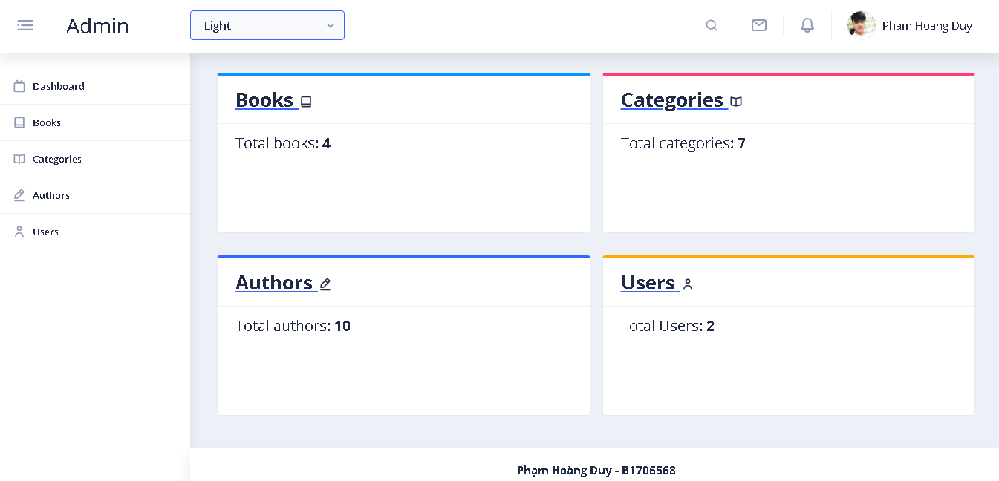 Admin
Light
Pham Hoang Duy
Dashboard
Books
Categories
Authors
Users
Books
Total books: 4
Categories
Total categories: 7
Authors
Total authors: 10
Users
Total Users: 2
Phạm Hoàng Duy - B1706568